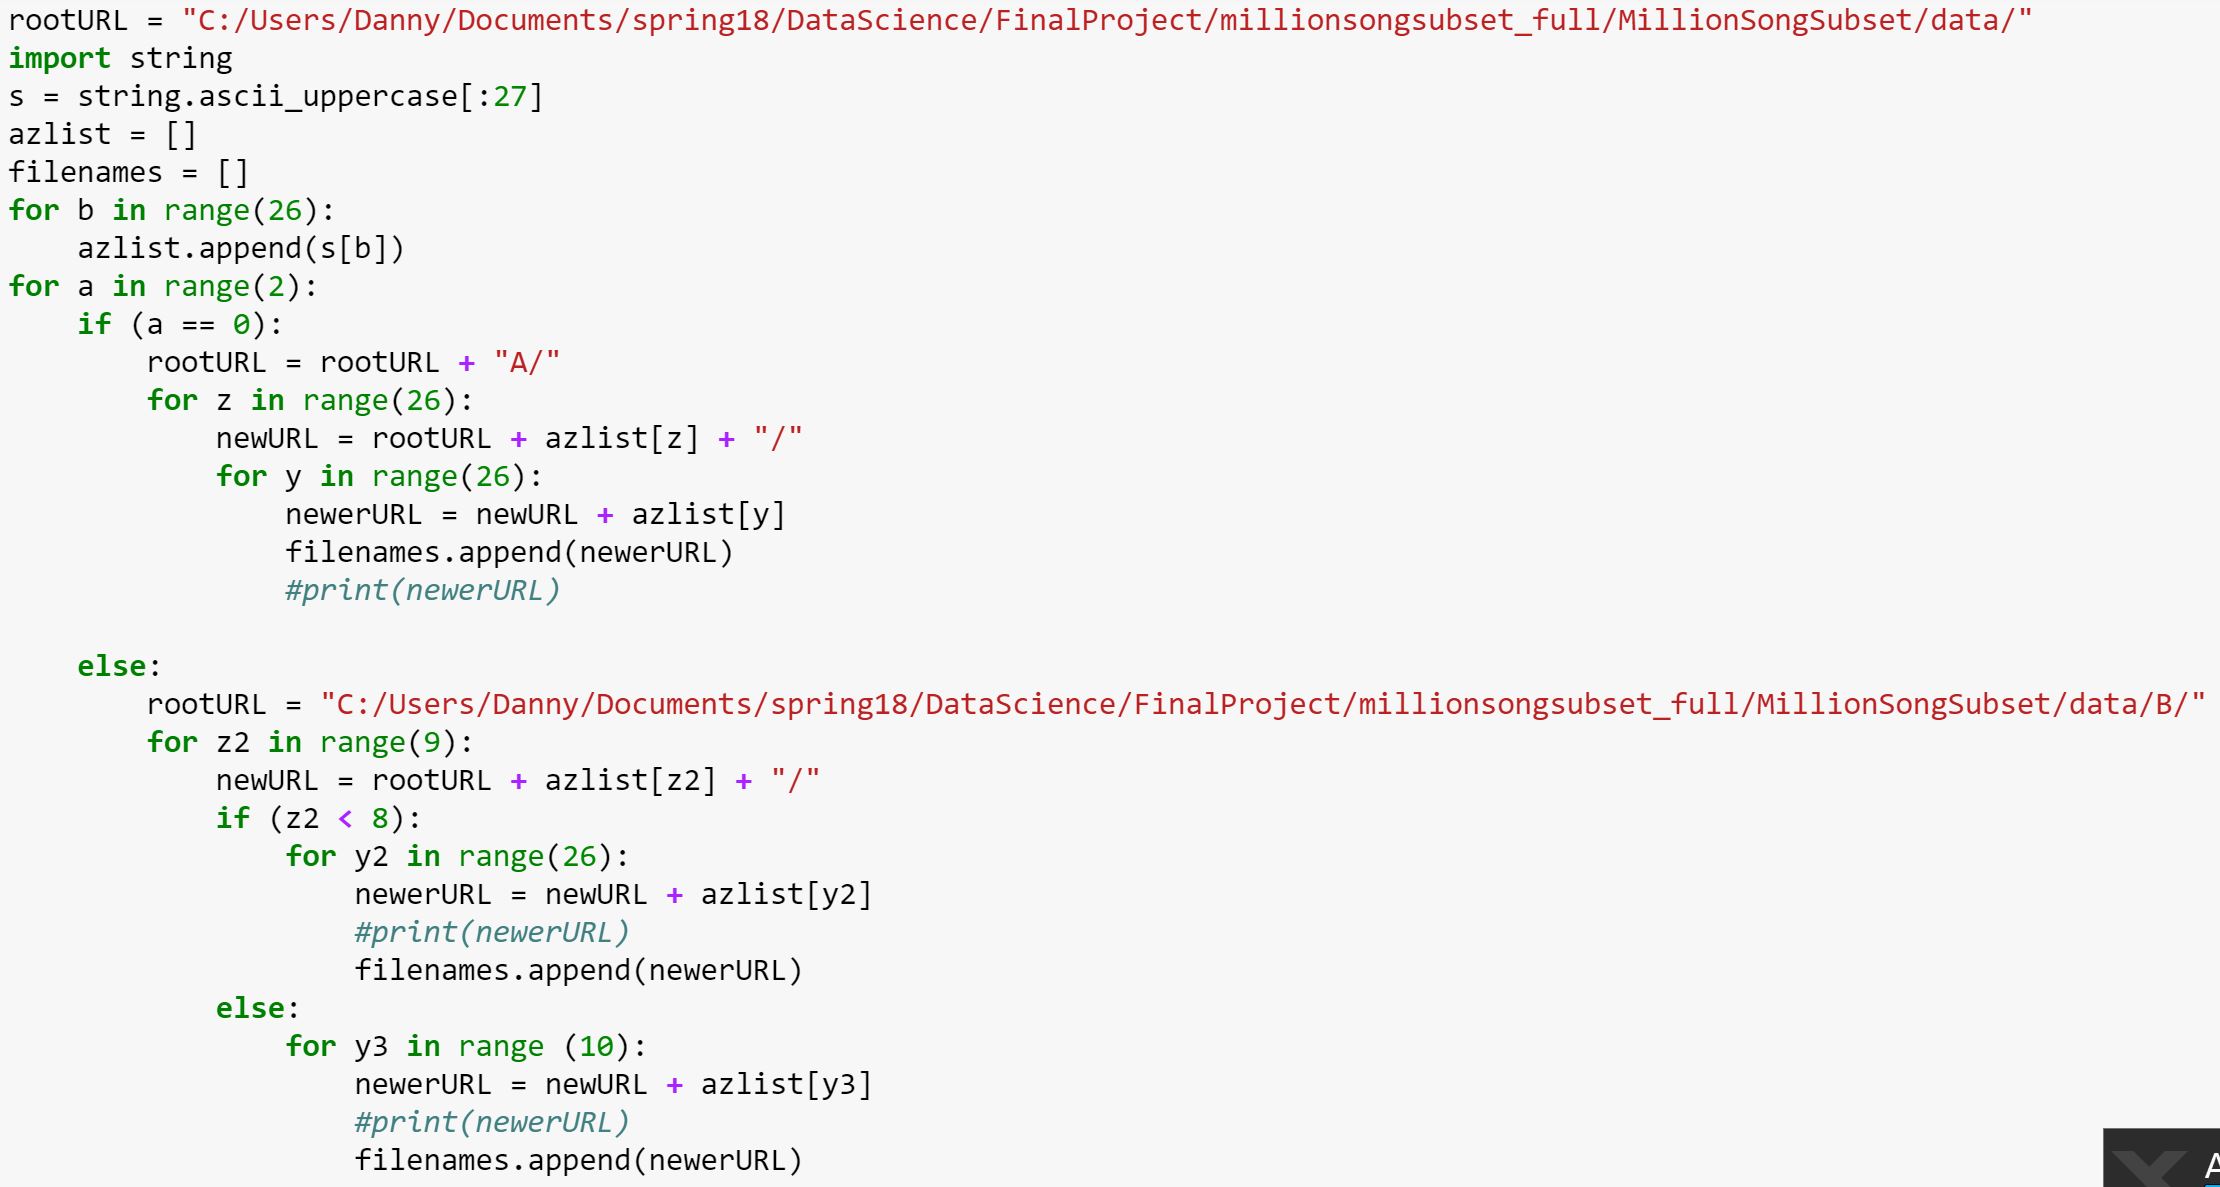 rootURL = "C:/Users/Danny/Documents/spring18/DataScience/FinalProject/millionsongsubset_full/MillionSongSubset/data/"
import string
s = string.ascii_uppercase[:27]
azlist = []
filenames = []
for b in range(26):
    azlist.append(s[b])
for a in range(2):
    if (a == 0):
        rootURL = rootURL + "A/"
        for z in range(26):
            newURL = rootURL + azlist[z] + "/"
            for y in range(26):
                newerURL = newURL + azlist[y]
                filenames.append(newerURL)
                #print(newerURL)

    else:
        rootURL = "C:/Users/Danny/Documents/spring18/DataScience/FinalProject/millionsongsubset_full/MillionSongSubset/data/B/"
        for z2 in range(9):
            newURL = rootURL + azlist[z2] + "/"
            if (z2 < 8):
                for y2 in range(26):
                    newerURL = newURL + azlist[y2]
                    #print(newerURL)
                    filenames.append(newerURL)
            else:
                for y3 in range (10):
                    newerURL = newURL + azlist[y3]
                    #print(newerURL)
                    filenames.append(newerURL)